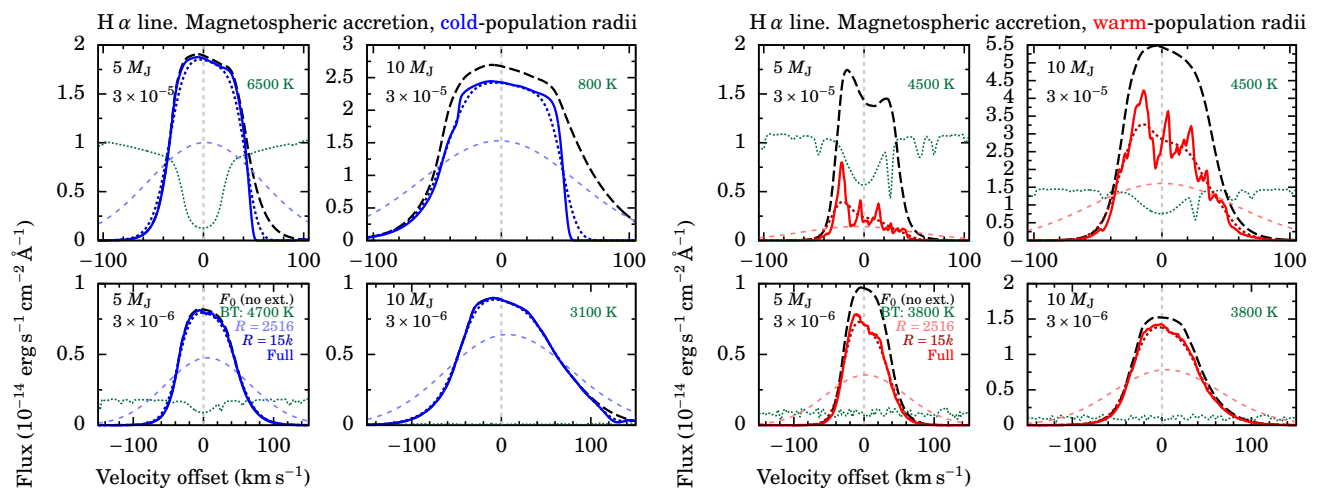 H α line. Magnetospheric accretion, cold-population radii
H α line. Magnetospheric accretion, warm-population radii
Flux (10⁻¹⁴ erg s⁻¹ cm⁻² Å⁻¹)
2
1.5
1
0.5
0
5 M_J
3 × 10⁻⁵
6500 K
−100 0 100
3
2.5
2
1.5
1
0.5
0
10 M_J
3 × 10⁻⁵
800 K
−100 0 100
1
0.5
0
5 M_J
3 × 10⁻⁶
F₀ (no ext.)
BT: 4700 K
R = 2516
R = 15k
Full
−100 0 100
1
0.5
0
10 M_J
3 × 10⁻⁶
3100 K
−100 0 100
Velocity offset (km s⁻¹)
Flux (10⁻¹⁴ erg s⁻¹ cm⁻² Å⁻¹)
2
1.5
1
0.5
0
5 M_J
3 × 10⁻⁵
4500 K
−100 0 100
5.5
5
4.5
4
3.5
3
2.5
2
1.5
1
0.5
0
10 M_J
3 × 10⁻⁵
4500 K
−100 0 100
1
0.5
0
5 M_J
3 × 10⁻⁶
F₀ (no ext.)
BT: 3800 K
R = 2516
R = 15k
Full
−100 0 100
2
1.5
1
0.5
0
10 M_J
3 × 10⁻⁶
3800 K
−100 0 100
Velocity offset (km s⁻¹)